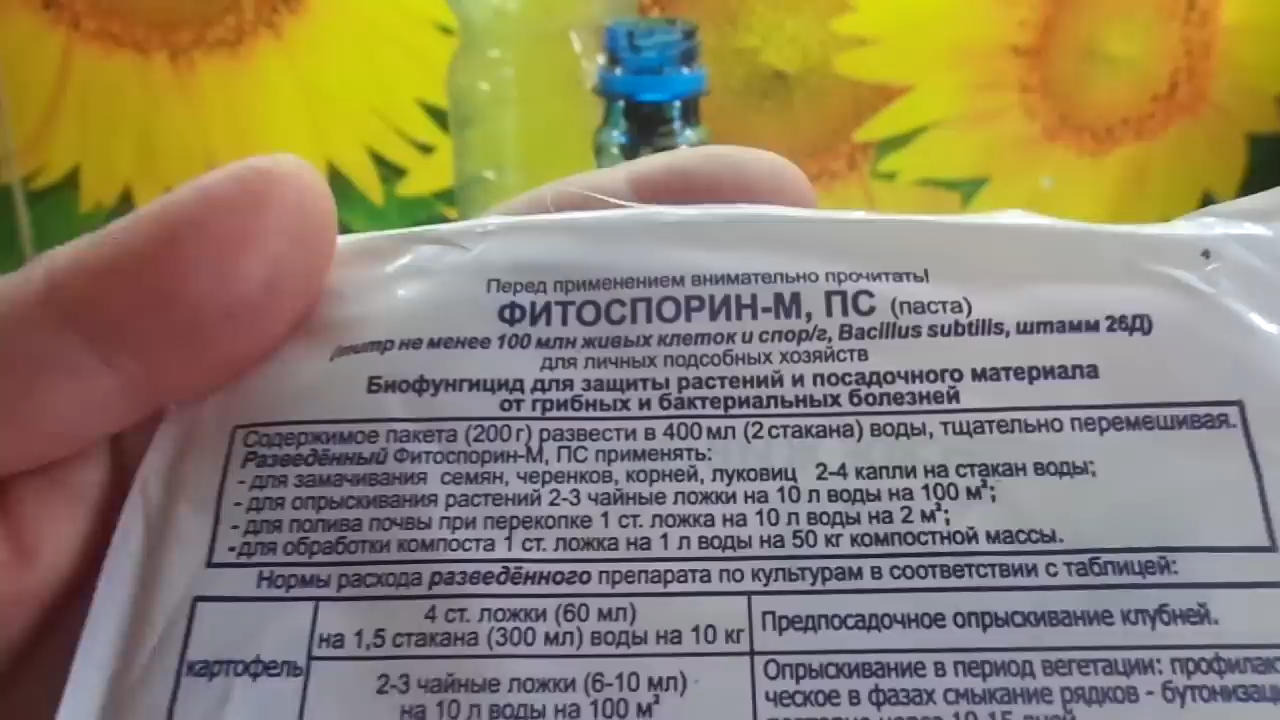 Перед применением внимательно прочитать!
ФИТОСПОРИН-М, ПС (паста)
(титр не менее 100 млн живых клеток и спор/г, Bacillus subtilis, штамм 26Д)
для личных подсобных хозяйств
Биофунгицид для защиты растений и посадочного материала
от грибных и бактериальных болезней
Содержимое пакета (200 г) развести в 400 мл (2 стакана) воды, тщательно перемешивая.
Разведённый Фитоспорин-М, ПС применять:
- для замачивания семян, черенков, корней, луковиц 2-4 капли на стакан воды;
- для опрыскивания растений 2-3 чайные ложки на 10 л воды на 100 м²;
- для полива почвы при перекопке 1 ст. ложка на 10 л воды на 2 м²;
- для обработки компоста 1 ст. ложка на 1 л воды на 50 кг компостной массы.
Нормы расхода разведённого препарата по культурам в соответствии с таблицей:
картофель
4 ст. ложки (60 мл)
на 1,5 стакана (300 мл) воды на 10 кг
Предпосадочное опрыскивание клубней.
2-3 чайные ложки (6-10 мл)
на 10 л воды на 100 м²
Опрыскивание в период вегетации: профилак
ческое в фазах смыкание рядков - бутонизац
10-15 дней